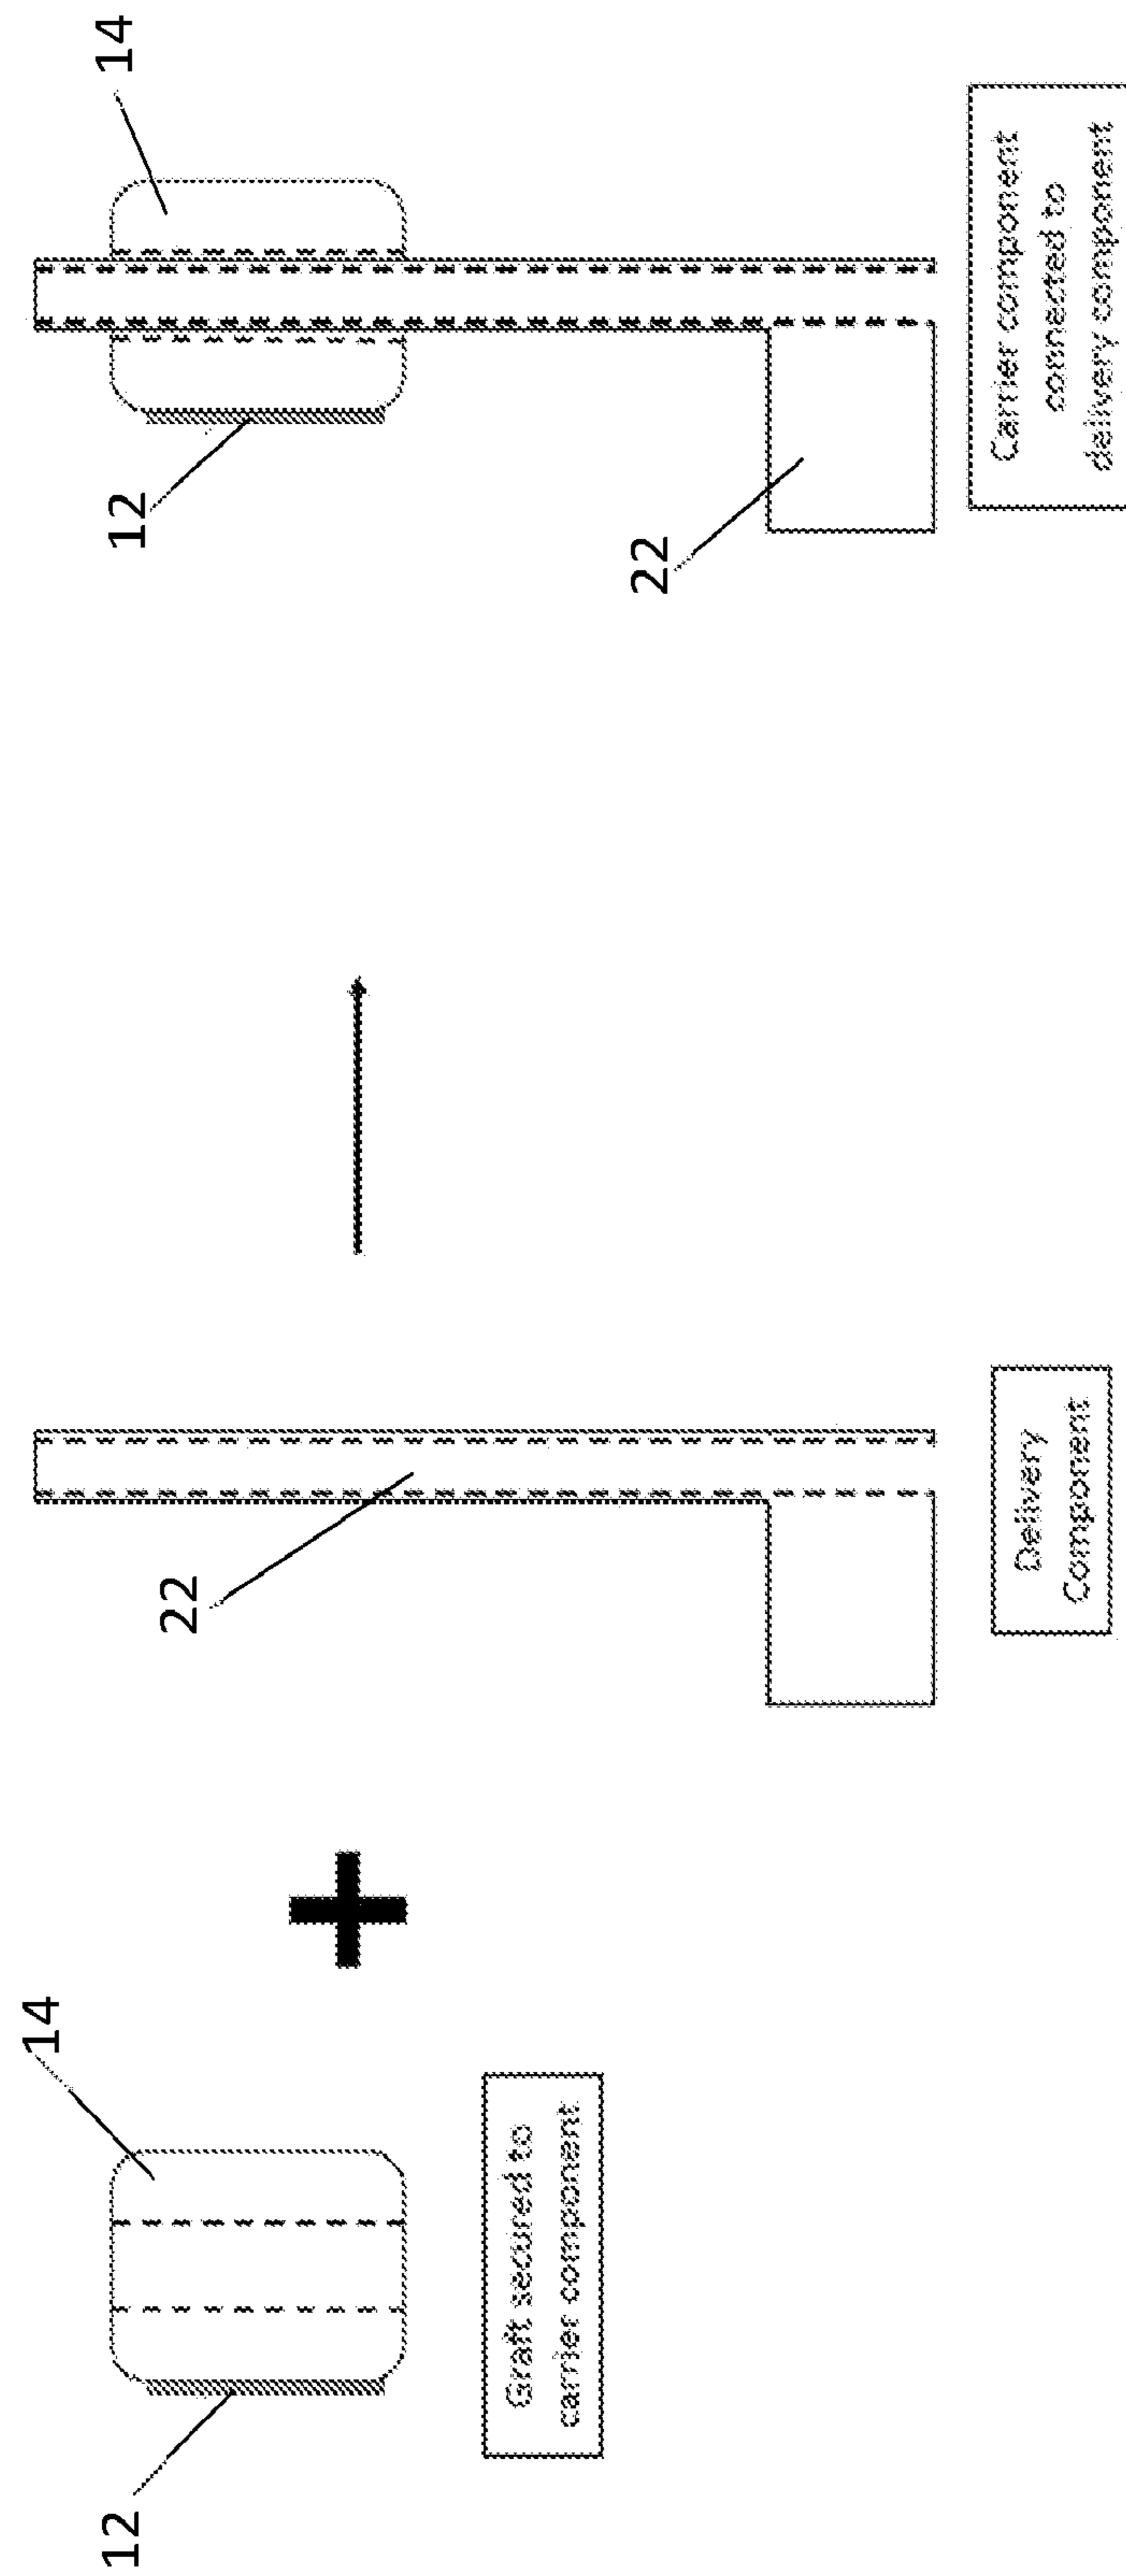 12
14
Graft secured to
carrier component
22
Delivery
Component
12
14
22
Carrier component
connected to
delivery component